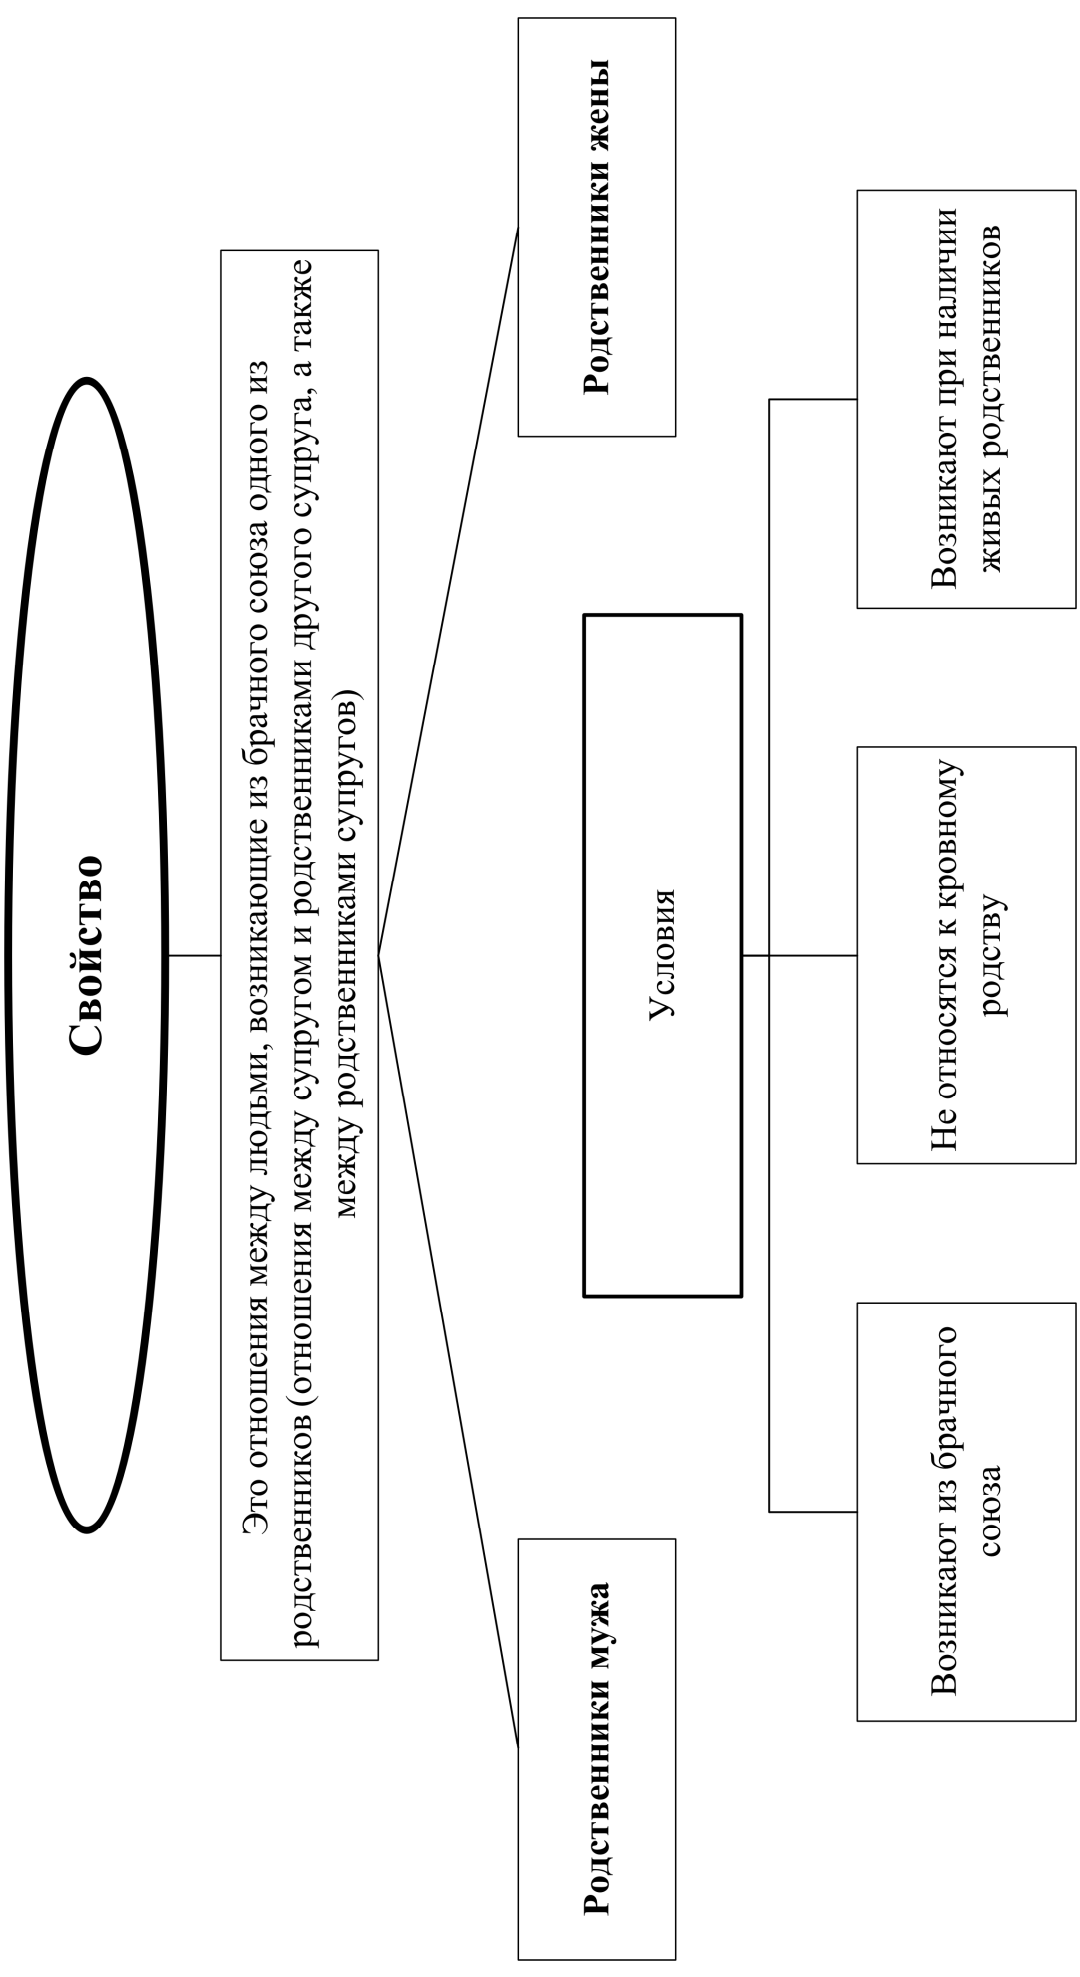 Свойство
Это отношения между людьми, возникающие из брачного союза одного из
родственников (отношения между супругом и родственниками другого супруга, а также
между родственниками супругов)
Родственники мужа
Родственники жены
Условия
Возникают из брачного
союза
Не относятся к кровному
родству
Возникают при наличии
живых родственников